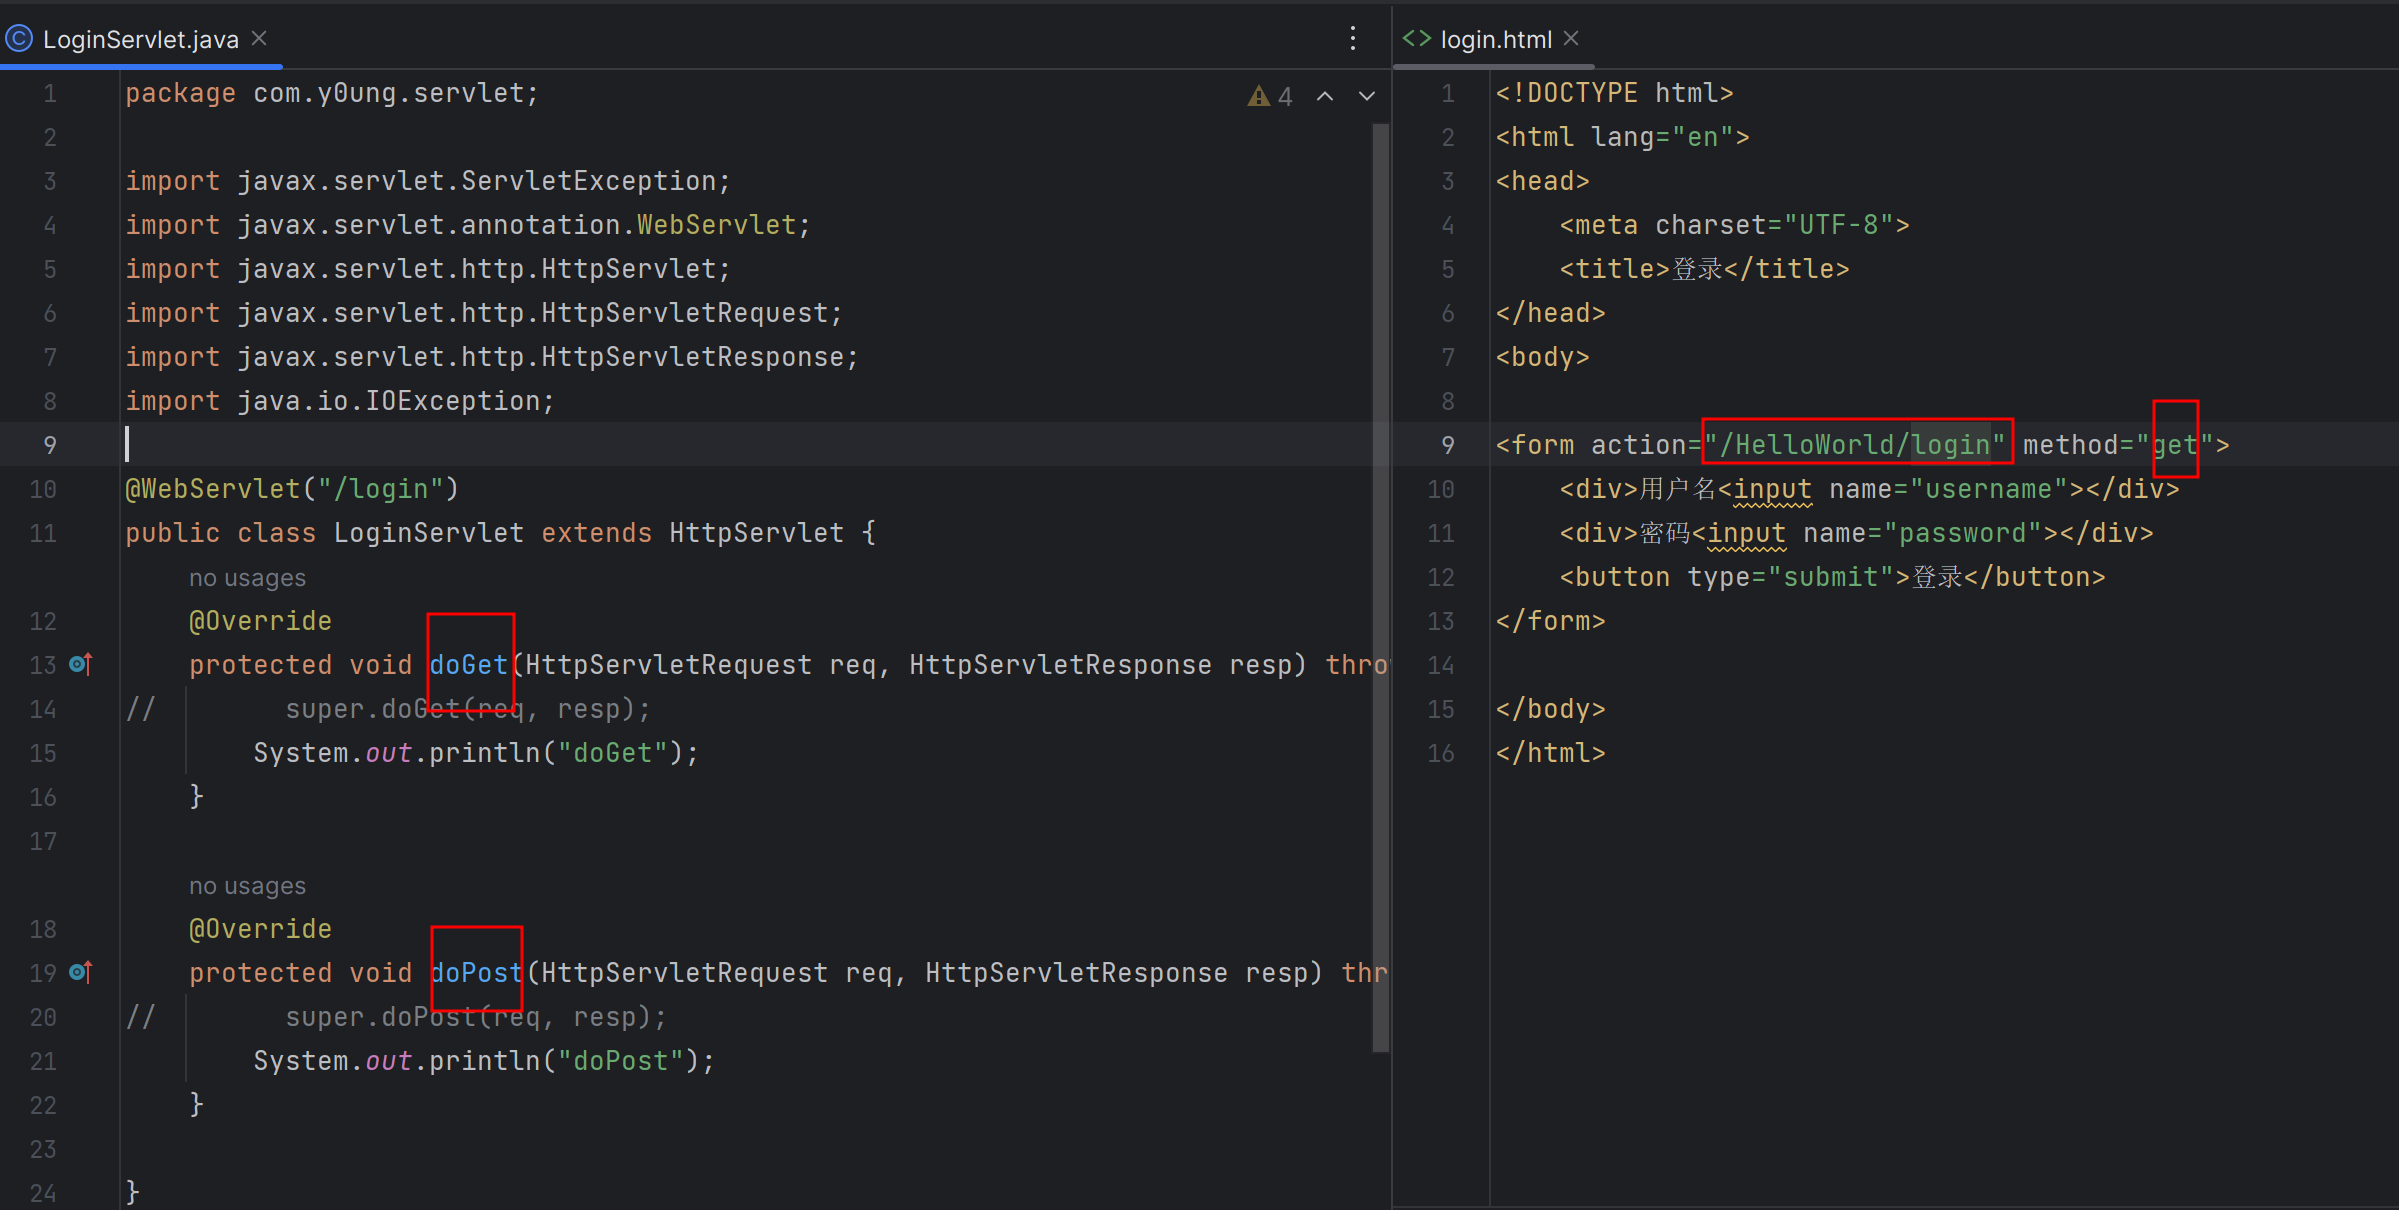 LoginServlet.java
1 package com.y0ung.servlet;
4
2
3 import javax.servlet.ServletException;
4 import javax.servlet.annotation.WebServlet;
5 import javax.servlet.http.HttpServlet;
6 import javax.servlet.http.HttpServletRequest;
7 import javax.servlet.http.HttpServletResponse;
8 import java.io.IOException;
9
10 @WebServlet("/login")
11 public class LoginServlet extends HttpServlet {
no usages
12 @Override
13 protected void doGet(HttpServletRequest req, HttpServletResponse resp) throw
14 // super.doGet(req, resp);
15 System.out.println("doGet");
16 }
17
no usages
18 @Override
19 protected void doPost(HttpServletRequest req, HttpServletResponse resp) thr
20 // super.doPost(req, resp);
21 System.out.println("doPost");
22 }
23
24 }
login.html
1 <!DOCTYPE html>
2 <html lang="en">
3 <head>
4 <meta charset="UTF-8">
5 <title>登录</title>
6 </head>
7 <body>
8
9 <form action="/HelloWorld/login" method="get">
10 <div>用户名<input name="username"></div>
11 <div>密码<input name="password"></div>
12 <button type="submit">登录</button>
13 </form>
14
15 </body>
16 </html>